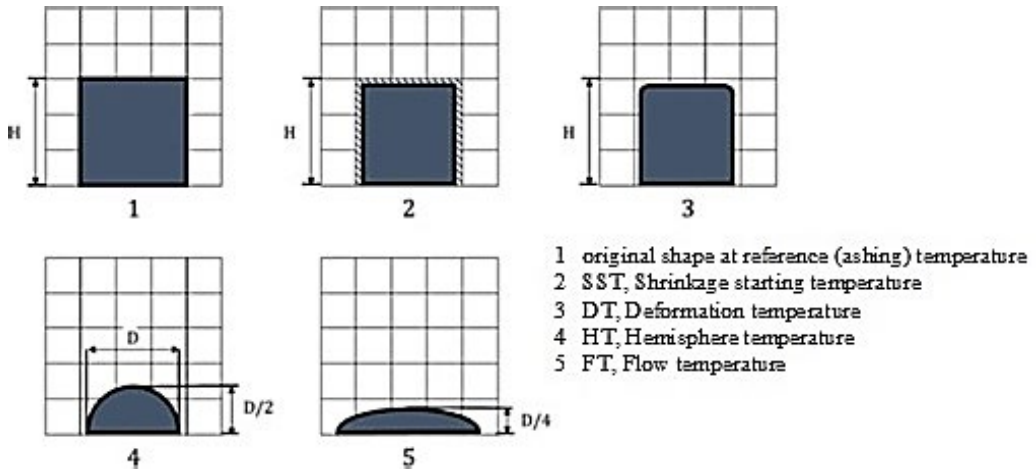 H
1
H
2
H
3
D
D/2
4
D/4
5
1 original shape at reference (ashing) temperature
2 SST, Shrinkage starting temperature
3 DT, Deformation temperature
4 HT, Hemisphere temperature
5 FT, Flow temperature